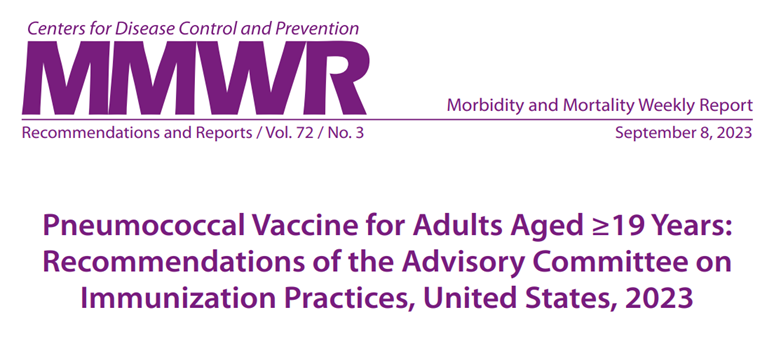 Centers for Disease Control and Prevention
MMWR
Morbidity and Mortality Weekly Report
Recommendations and Reports / Vol. 72 / No. 3
September 8, 2023
Pneumococcal Vaccine for Adults Aged ≥19 Years:
Recommendations of the Advisory Committee on
Immunization Practices, United States, 2023